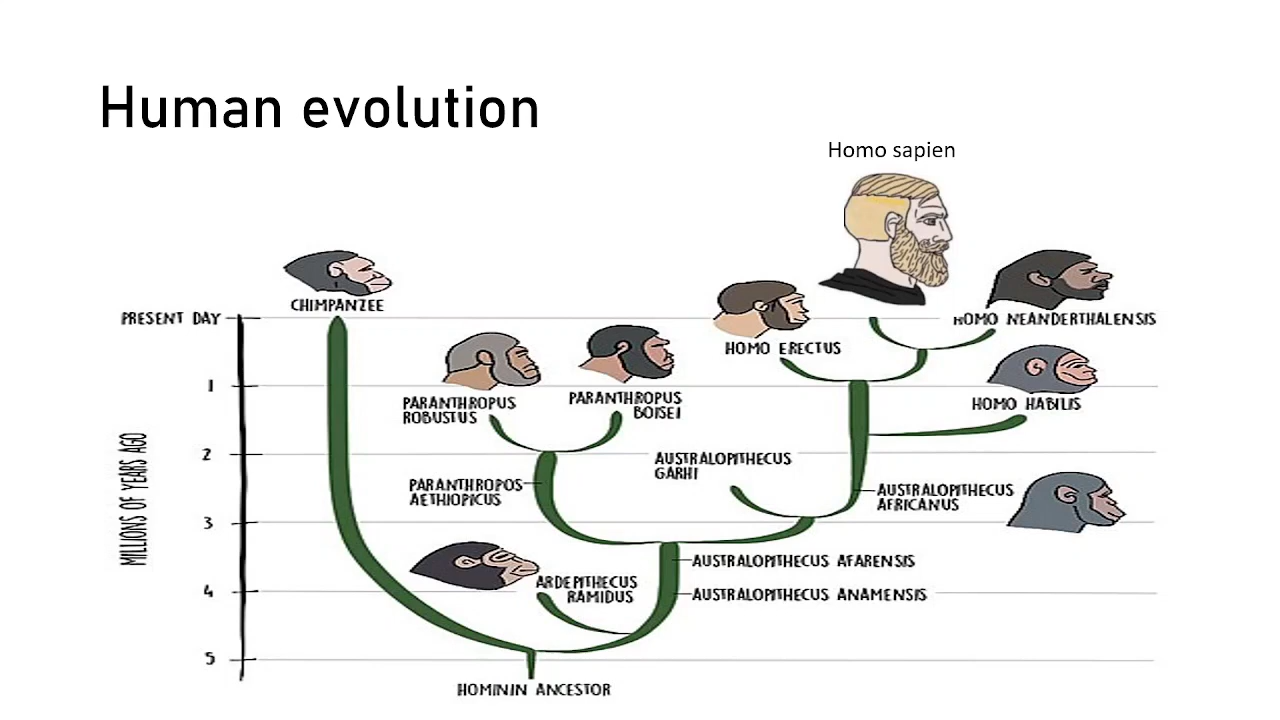 Human evolution
Homo sapien
CHIMPANZEE
PRESENT DAY
HOMO NEANDERTHALENSIS
HOMO ERECTUS
1
PARANTHROPUS
ROBUSTUS
PARANTHROPUS
BOISEI
HOMO HABILIS
MILLIONS OF YEARS AGO
2
AUSTRALOPITHECUS
GARHI
PARANTHROPOS
AETHIOPICUS
AUSTRALOPITHECUS
AFRICANUS
3
AUSTRALOPITHECUS AFARENSIS
ARDEPITHECUS
RAMIDUS
4
AUSTRALOPITHECUS ANAMENSIS
5
HOMININ ANCESTOR